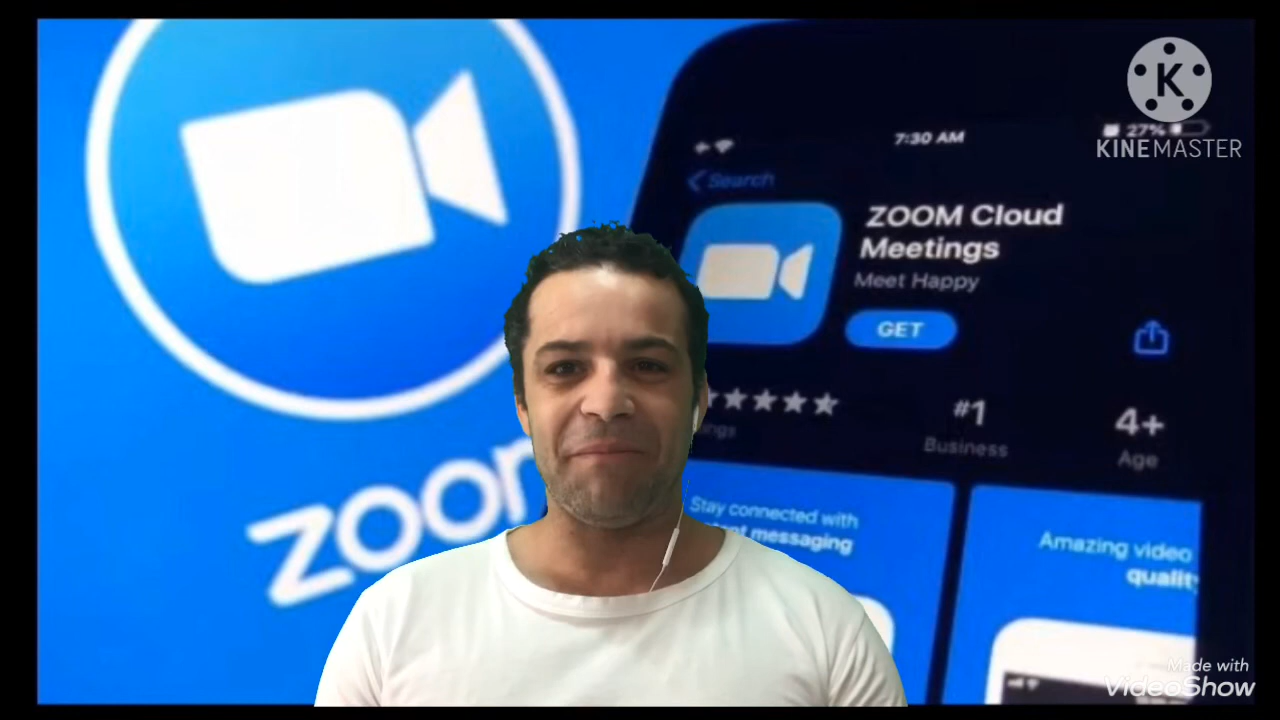 zoom
7:30 AM
27%
Search
ZOOM Cloud
Meetings
Meet Happy
GET
#1
Business
4+
Age
Stay connected with
messaging
Amazing video
K
KINEMASTER
Made with
VideoShow